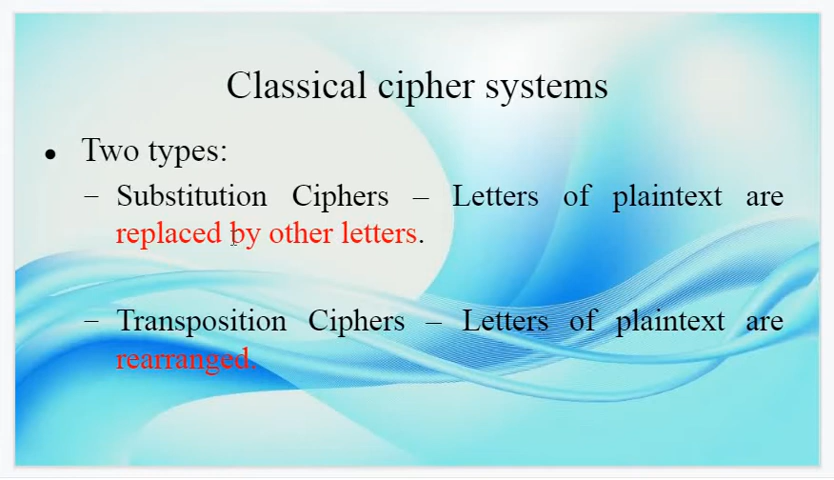 Classical cipher systems
● Two types:
– Substitution Ciphers – Letters of plaintext are
replaced by other letters.
– Transposition Ciphers – Letters of plaintext are
rearranged.